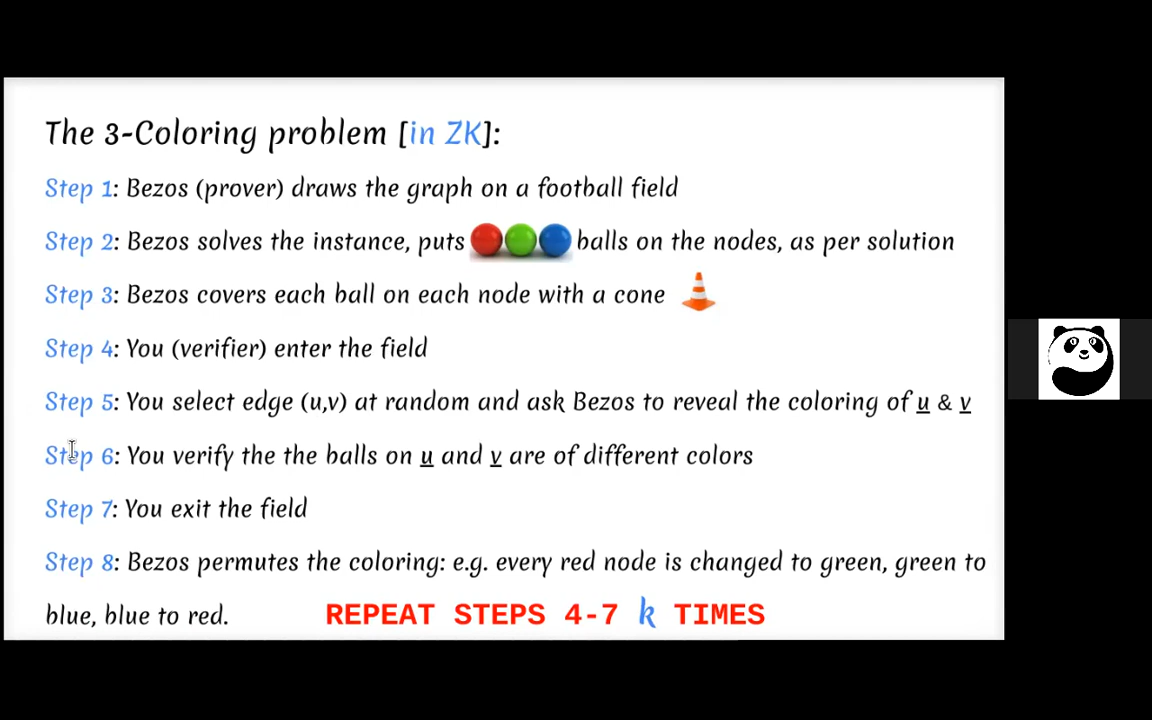 The 3-Coloring problem [in ZK]:
Step 1: Bezos (prover) draws the graph on a football field
Step 2: Bezos solves the instance, puts balls on the nodes, as per solution
Step 3: Bezos covers each ball on each node with a cone
Step 4: You (verifier) enter the field
Step 5: You select edge (u,v) at random and ask Bezos to reveal the coloring of u & v
Step 6: You verify the the balls on u and v are of different colors
Step 7: You exit the field
Step 8: Bezos permutes the coloring: e.g. every red node is changed to green, green to
blue, blue to red. REPEAT STEPS 4-7 k TIMES